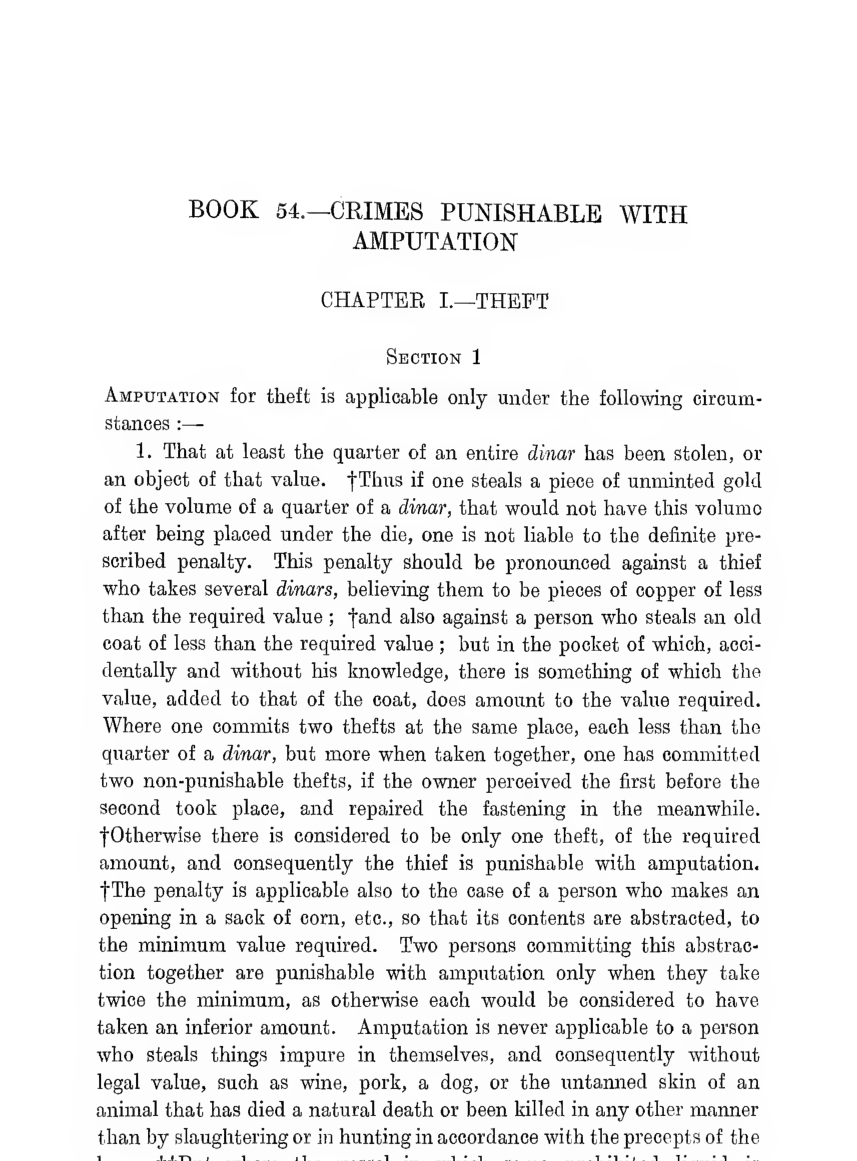 BOOK 54.—CRIMES PUNISHABLE WITH
AMPUTATION
CHAPTER I.—THEFT
SECTION 1
AMPUTATION for theft is applicable only under the following circum-
stances :—
1. That at least the quarter of an entire dinar has been stolen, or
an object of that value. †Thus if one steals a piece of unminted gold
of the volume of a quarter of a dinar, that would not have this volume
after being placed under the die, one is not liable to the definite pre-
scribed penalty. This penalty should be pronounced against a thief
who takes several dinars, believing them to be pieces of copper of less
than the required value ; †and also against a person who steals an old
coat of less than the required value ; but in the pocket of which, acci-
dentally and without his knowledge, there is something of which the
value, added to that of the coat, does amount to the value required.
Where one commits two thefts at the same place, each less than the
quarter of a dinar, but more when taken together, one has committed
two non-punishable thefts, if the owner perceived the first before the
second took place, and repaired the fastening in the meanwhile.
†Otherwise there is considered to be only one theft, of the required
amount, and consequently the thief is punishable with amputation.
†The penalty is applicable also to the case of a person who makes an
opening in a sack of corn, etc., so that its contents are abstracted, to
the minimum value required. Two persons committing this abstrac-
tion together are punishable with amputation only when they take
twice the minimum, as otherwise each would be considered to have
taken an inferior amount. Amputation is never applicable to a person
who steals things impure in themselves, and consequently without
legal value, such as wine, pork, a dog, or the untanned skin of an
animal that has died a natural death or been killed in any other manner
than by slaughtering or in hunting in accordance with the precepts of the